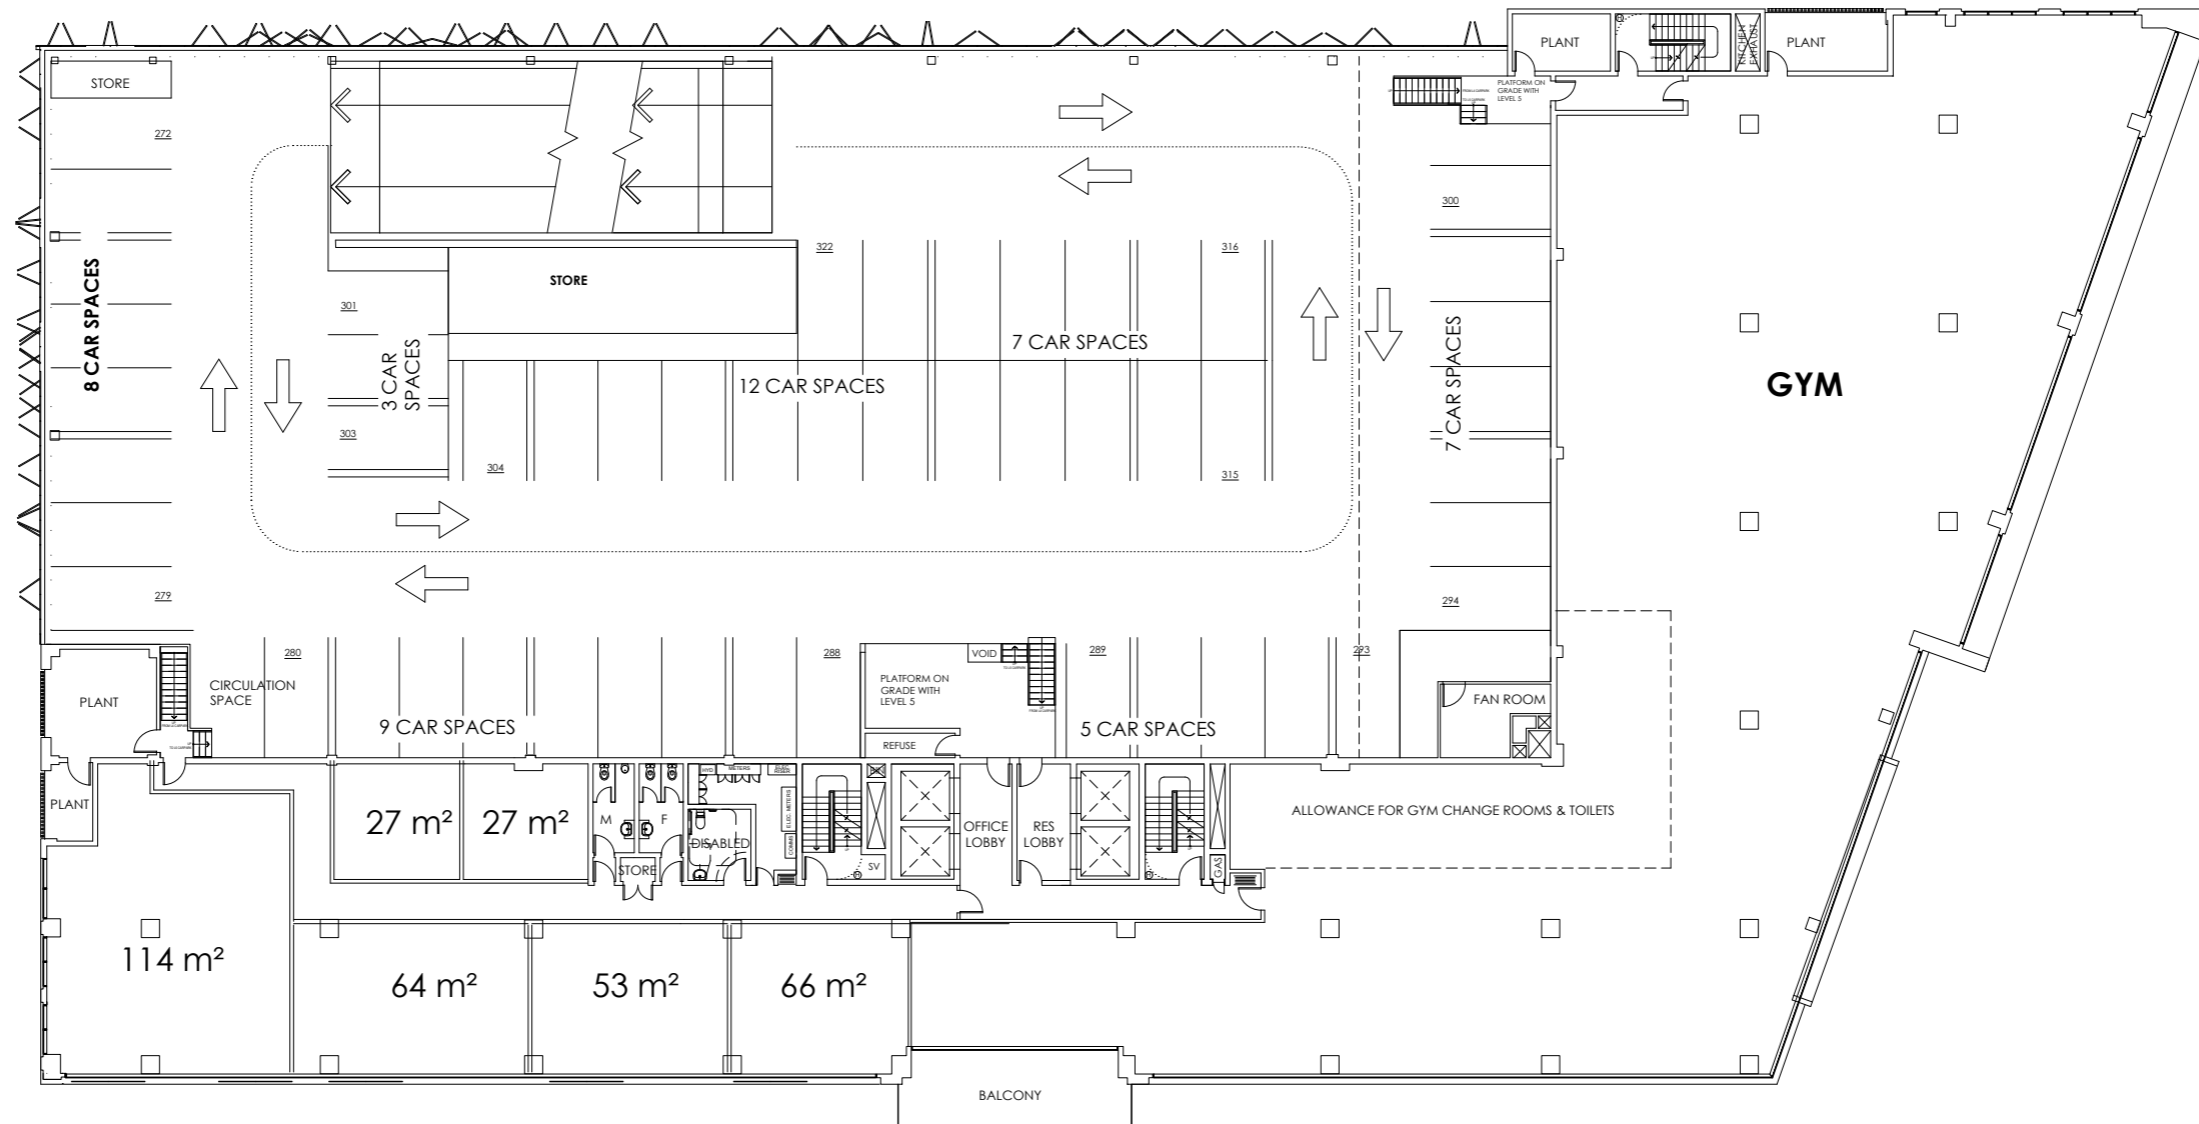 PLANT
KITCHEN
EXHAUST
PLANT
STORE
PLATFORM ON
GRADE WITH
LEVEL 5
272
300
322
316
STORE
301
8 CAR SPACES
3 CAR
SPACES
7 CAR SPACES
12 CAR SPACES
7 CAR SPACES
GYM
303
304
315
279
294
280
288
VOID
289
293
CIRCULATION
SPACE
PLANT
PLATFORM ON
GRADE WITH
LEVEL 5
FAN ROOM
9 CAR SPACES
5 CAR SPACES
REFUSE
METERS
PLANT
27 m²
27 m²
M
F
DISABLED
ELEC. METERS
COMMS
OFFICE
LOBBY
RES
LOBBY
ALLOWANCE FOR GYM CHANGE ROOMS & TOILETS
STORE
SV
GAS
114 m²
64 m²
53 m²
66 m²
BALCONY